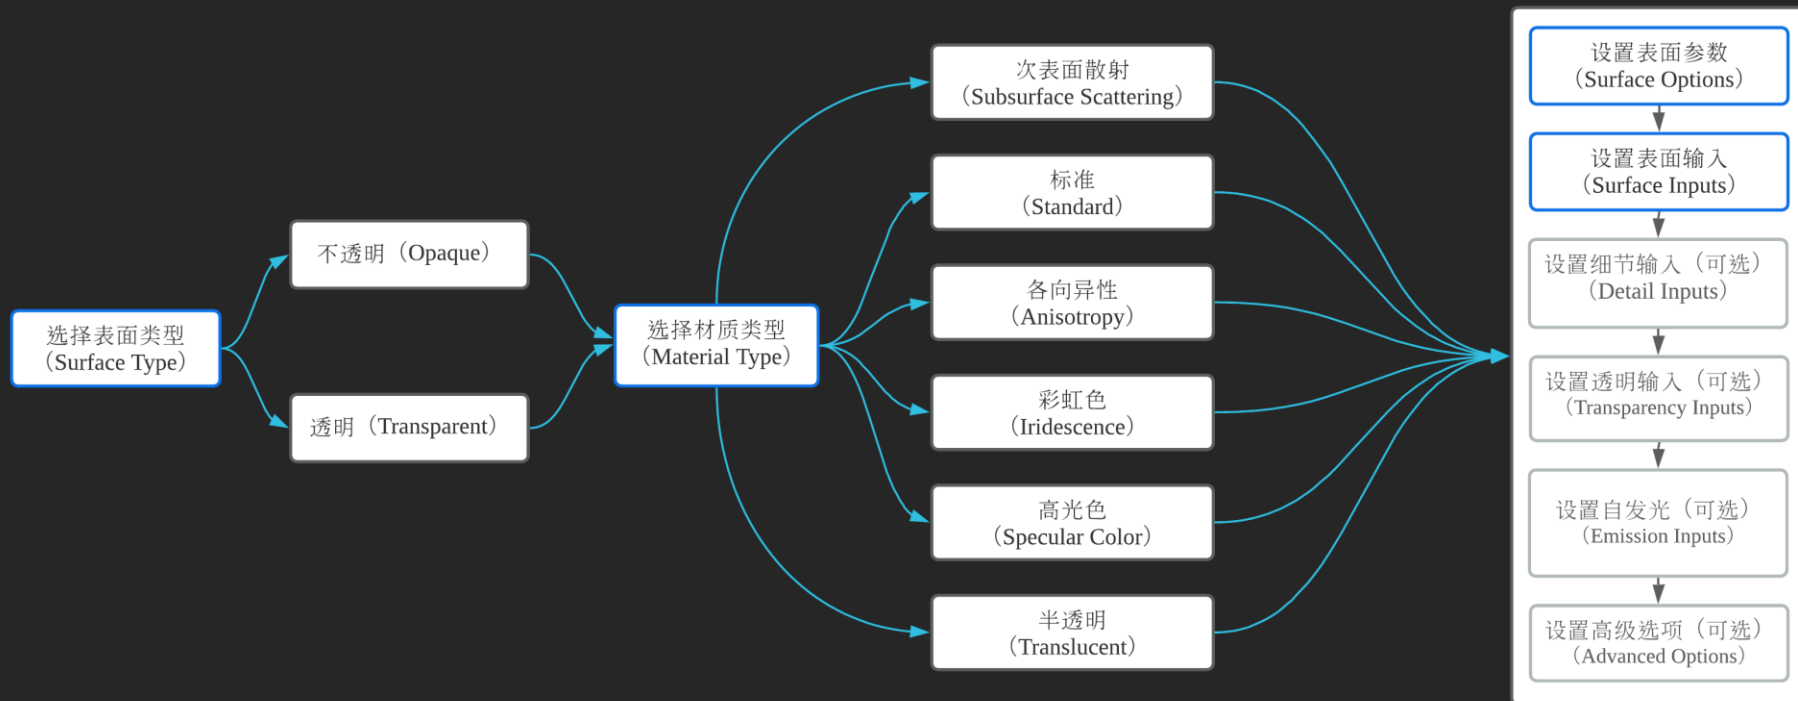 选择表面类型
（Surface Type）
不透明（Opaque）
透明（Transparent）
选择材质类型
（Material Type）
次表面散射
（Subsurface Scattering）
标准
（Standard）
各向异性
（Anisotropy）
彩虹色
（Iridescence）
高光色
（Specular Color）
半透明
（Translucent）
设置表面参数
（Surface Options）
设置表面输入
（Surface Inputs）
设置细节输入（可选）
（Detail Inputs）
设置透明输入（可选）
（Transparency Inputs）
设置自发光（可选）
（Emission Inputs）
设置高级选项（可选）
（Advanced Options）